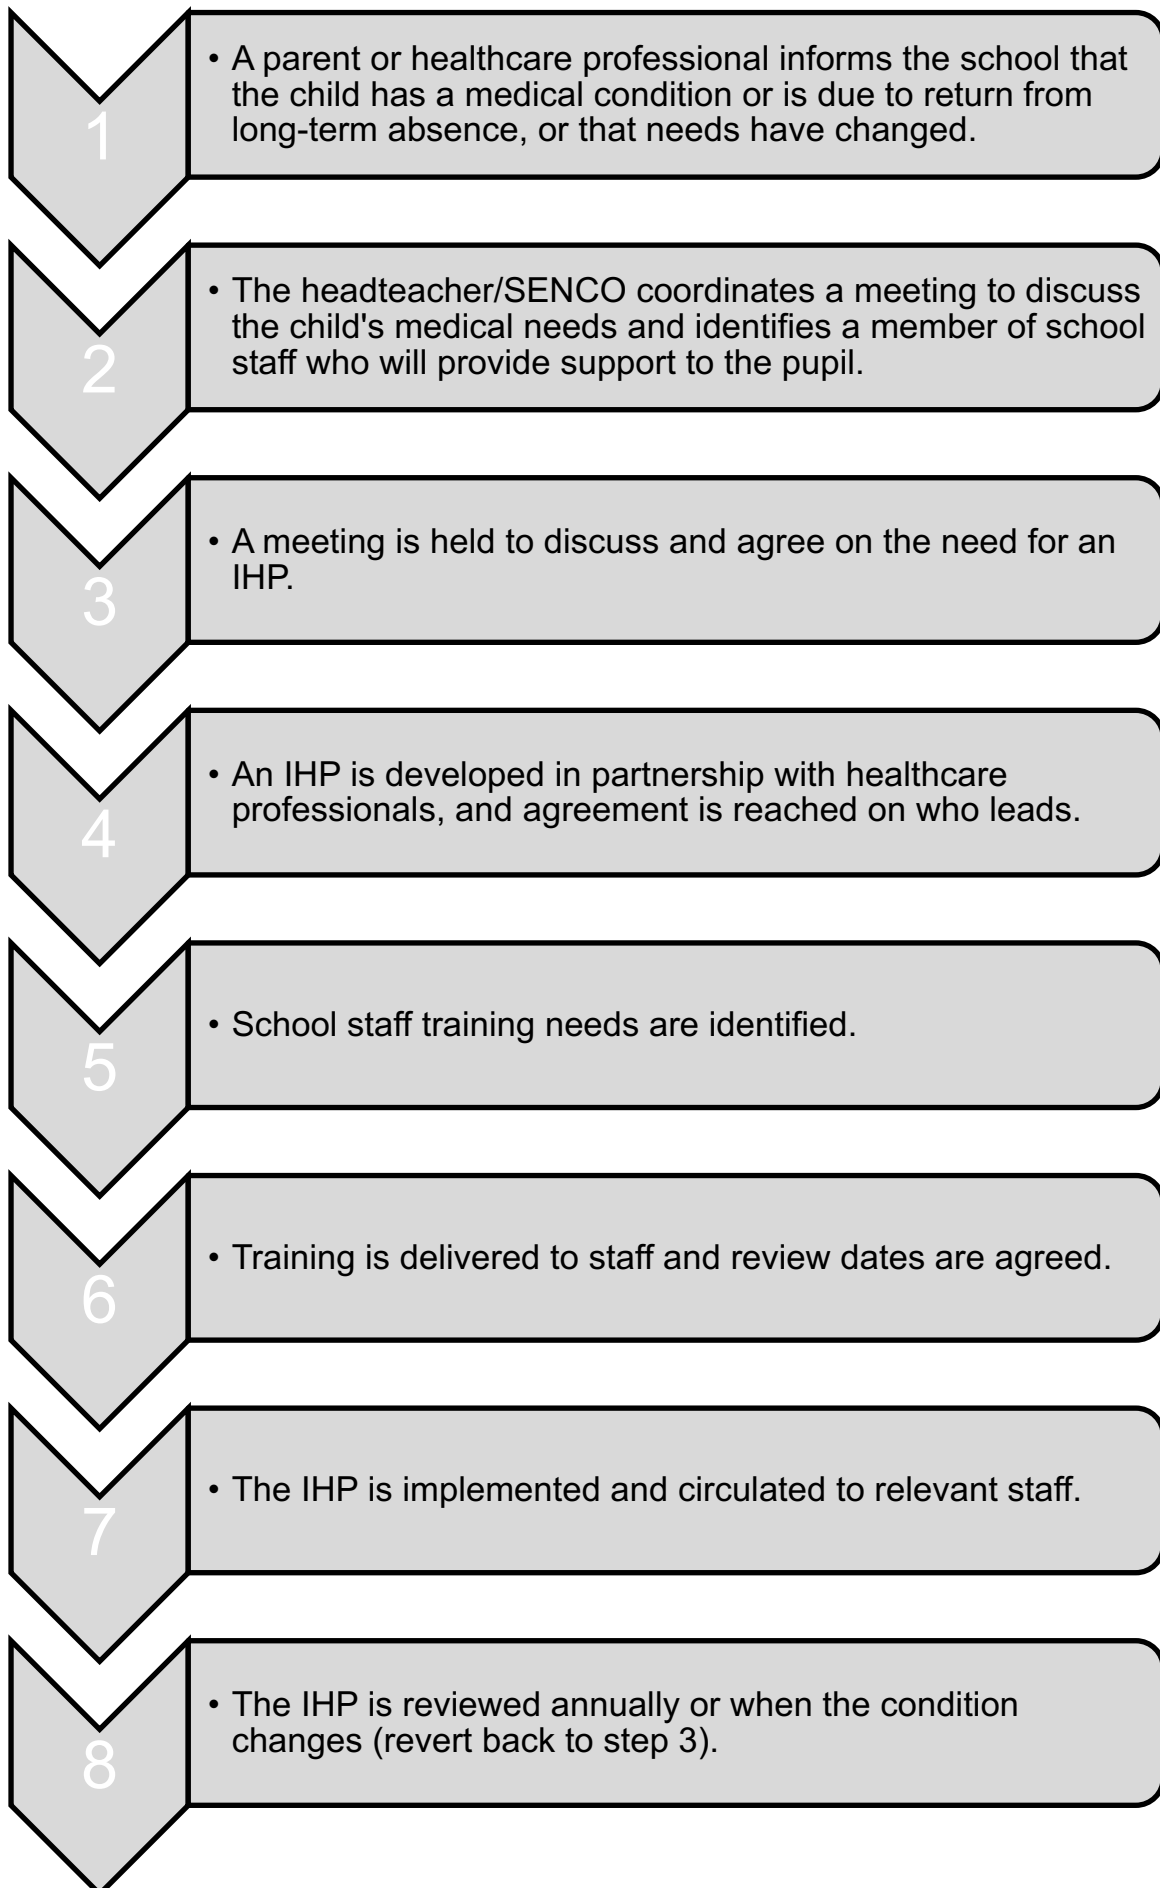 1
• A parent or healthcare professional informs the school that
the child has a medical condition or is due to return from
long-term absence, or that needs have changed.
2
• The headteacher/SENCO coordinates a meeting to discuss
the child's medical needs and identifies a member of school
staff who will provide support to the pupil.
3
• A meeting is held to discuss and agree on the need for an
IHP.
4
• An IHP is developed in partnership with healthcare
professionals, and agreement is reached on who leads.
5
• School staff training needs are identified.
6
• Training is delivered to staff and review dates are agreed.
7
• The IHP is implemented and circulated to relevant staff.
8
• The IHP is reviewed annually or when the condition
changes (revert back to step 3).